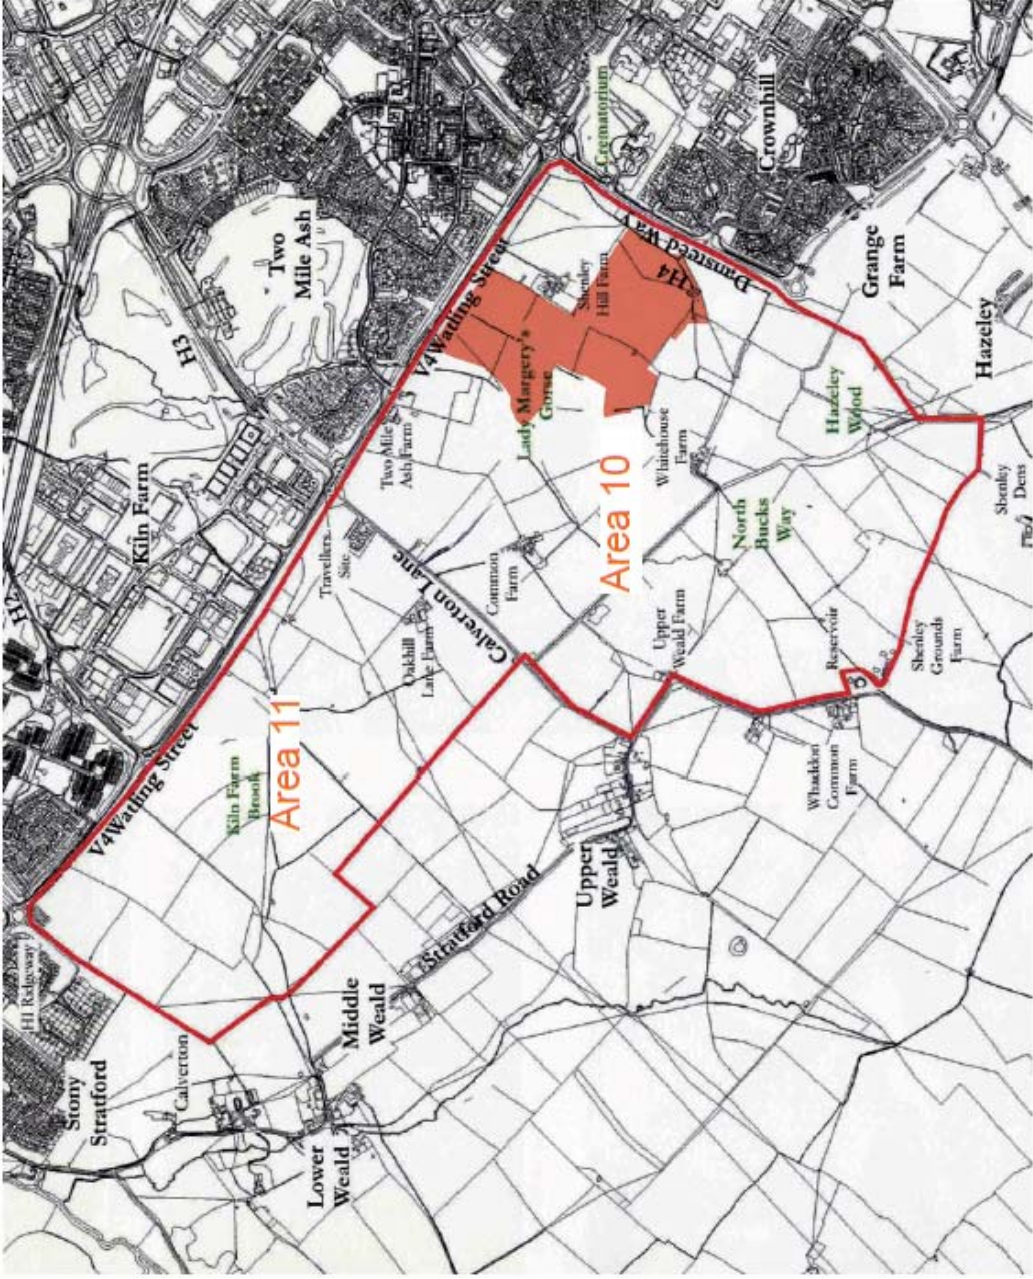 H1 Ridgeway
Stony
Stratford
Calverton
Lower
Weald
Middle
Weald
Stratford Road
Upper
Weald
V4 Watling Street
Kiln Farm
Brook
Area 11
H2
Kiln Farm
H3
Two
Mile Ash
Travellers
Site
Oakhill
Lane Farm
Calverton Lane
Two Mile
Ash Farm
V4 Watling Street
Common
Farm
Lady Margery's
Gorse
Shenley
Hill Farm
H4
Dansteed Way
Crematorium
Crownhill
Area 10
Whitehouse
Farm
Upper
Weald Farm
North
Bucks
Way
Hazeley
Wood
Grange
Farm
Hazeley
Whaddon
Common
Farm
Reservoir
Shenley
Grounds
Farm
Shenley
Dens